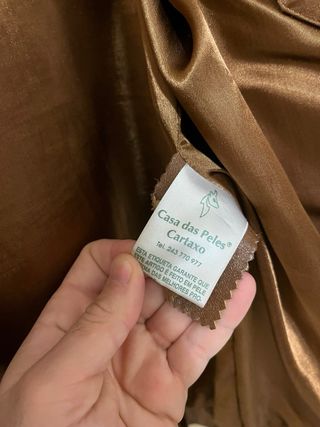 Casa das Peles®
Cartaxo
Tel. 243 770 977
ESTA ETIQUETA GARANTE QUE
ESTE ARTIGO É FEITO EM PELE
DAS MELHORES